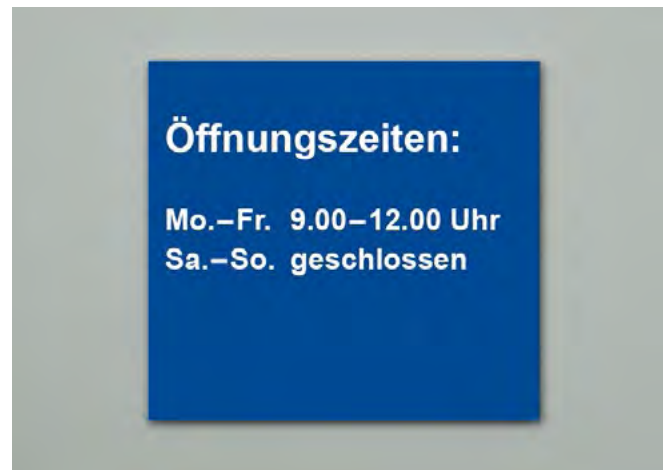 Öffnungszeiten:
Mo.–Fr. 9.00–12.00 Uhr
Sa.–So. geschlossen